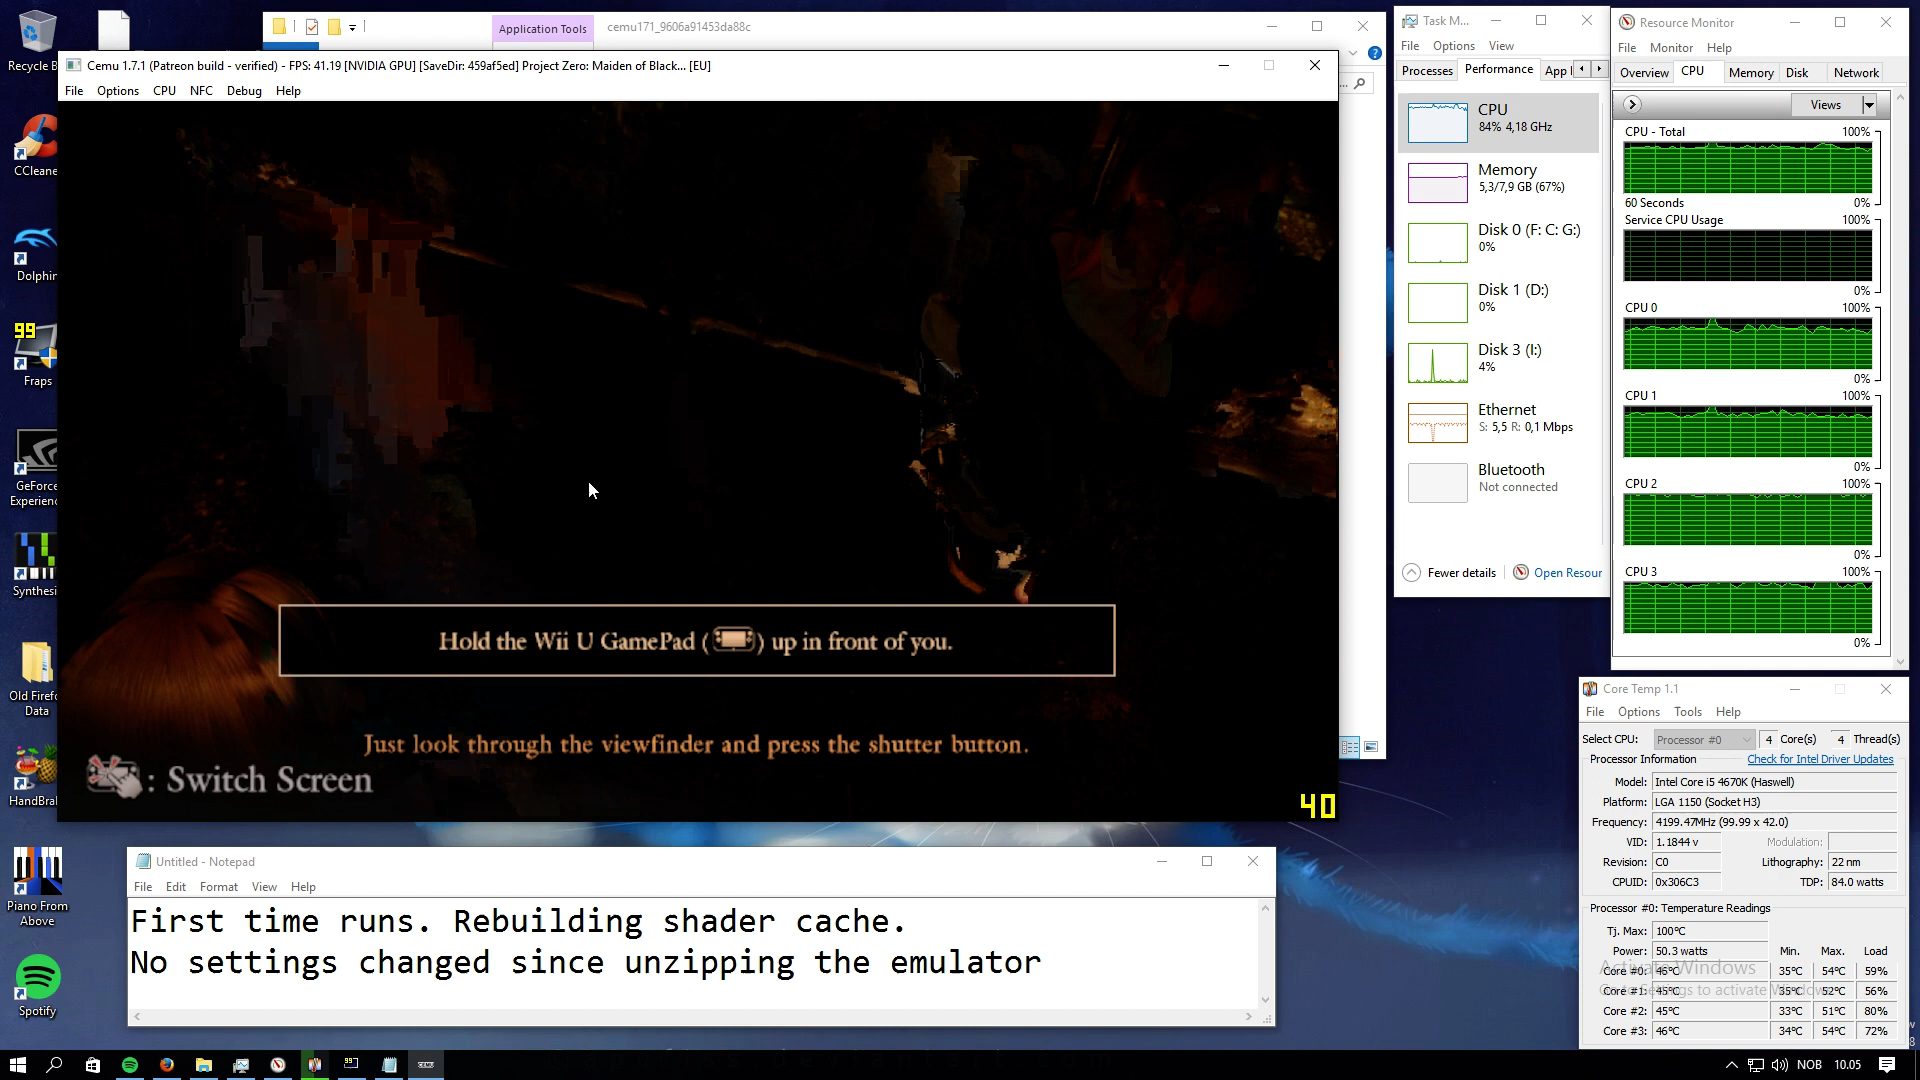 Recycle B
CCleane
Dolphin
99
Fraps
GeForce
Experienc
Synthesi
Old Firefo
Data
HandBral
Piano From
Above
Spotify
Application Tools
cemu171_9606a91453da88c
Cemu 1.7.1 (Patreon build - verified) - FPS: 41.19 [NVIDIA GPU] [SaveDir: 459af5ed] Project Zero: Maiden of Black... [EU]
File Options CPU NFC Debug Help
Hold the Wii U GamePad ( ) up in front of you.
Just look through the viewfinder and press the shutter button.
: Switch Screen
40
Untitled - Notepad
File Edit Format View Help
First time runs. Rebuilding shader cache.
No settings changed since unzipping the emulator
Task M...
File Options View
Processes Performance App
CPU
84% 4,18 GHz
Memory
5,3/7,9 GB (67%)
Disk 0 (F: C: G:)
0%
Disk 1 (D:)
0%
Disk 3 (I:)
4%
Ethernet
S: 5,5 R: 0,1 Mbps
Bluetooth
Not connected
Fewer details Open Resour
Resource Monitor
File Monitor Help
Overview CPU Memory Disk Network
Views
CPU - Total 100%
60 Seconds 0%
Service CPU Usage 100%
0%
CPU 0 100%
0%
CPU 1 100%
0%
CPU 2 100%
0%
CPU 3 100%
0%
Core Temp 1.1
File Options Tools Help
Select CPU: Processor #0 4 Core(s) 4 Thread(s)
Processor Information Check for Intel Driver Updates
Model: Intel Core i5 4670K (Haswell)
Platform: LGA 1150 (Socket H3)
Frequency: 4199.47MHz (99.99 x 42.0)
VID: 1.1844 v Modulation:
Revision: C0 Lithography: 22 nm
CPUID: 0x306C3 TDP: 84.0 watts
Processor #0: Temperature Readings
Tj. Max: 100°C
Power: 50.3 watts Min. Max. Load
Core #0: 46°C 35°C 54°C 59%
Core #1: 45°C 35°C 52°C 56%
Core #2: 45°C 33°C 51°C 80%
Core #3: 46°C 34°C 54°C 72%
Activate Windows
Go to Settings to activate Windows
NOB 10.05